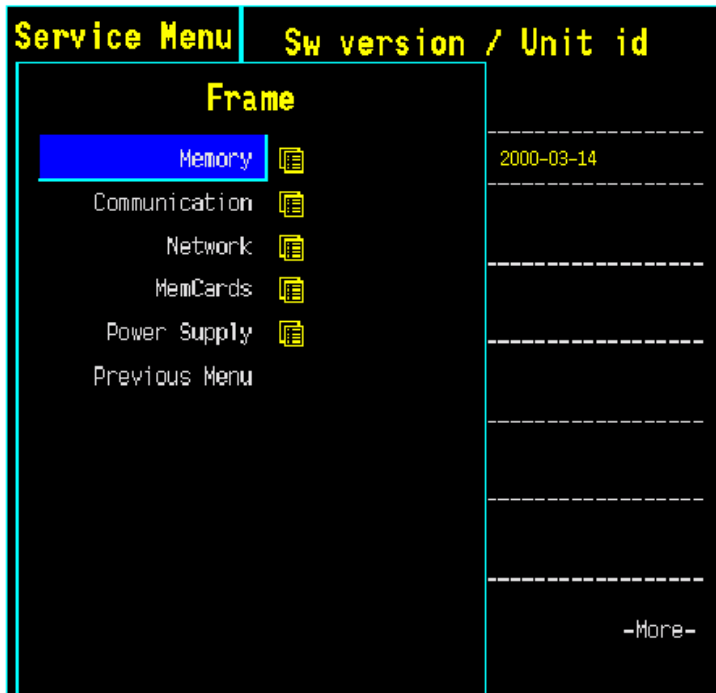 Service Menu
Sw version / Unit id
Frame
Memory
2000-03-14
Communication
Network
MemCards
Power Supply
Previous Menu
-More-